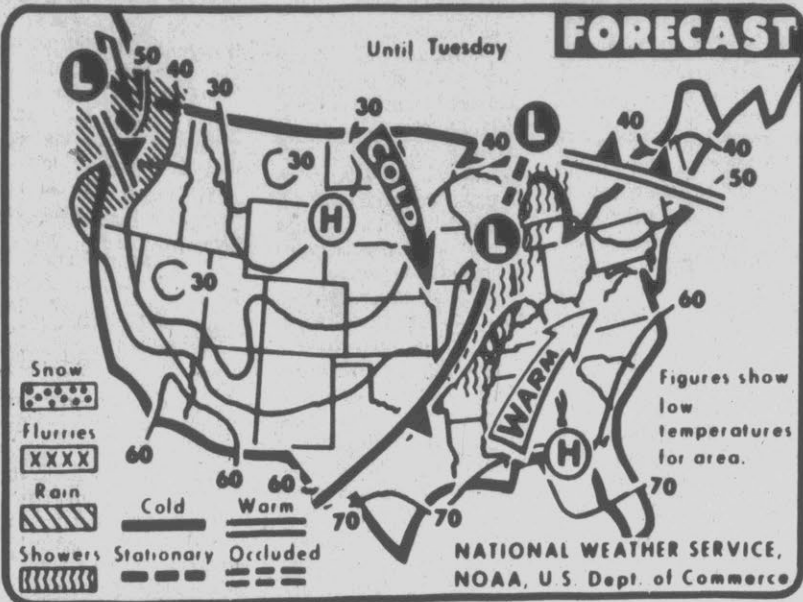 FORECAST
Until Tuesday
L
50
40
30
30
L
40
40
40
50
30
COLD
H
L
30
60
WARM
H
Figures show
low
temperatures
for area.
60
60
60
70
70
70
Snow
Flurries
XXXX
Rain
Showers
Cold
Warm
Stationary
Occluded
NATIONAL WEATHER SERVICE,
NOAA, U.S. Dept. of Commerce